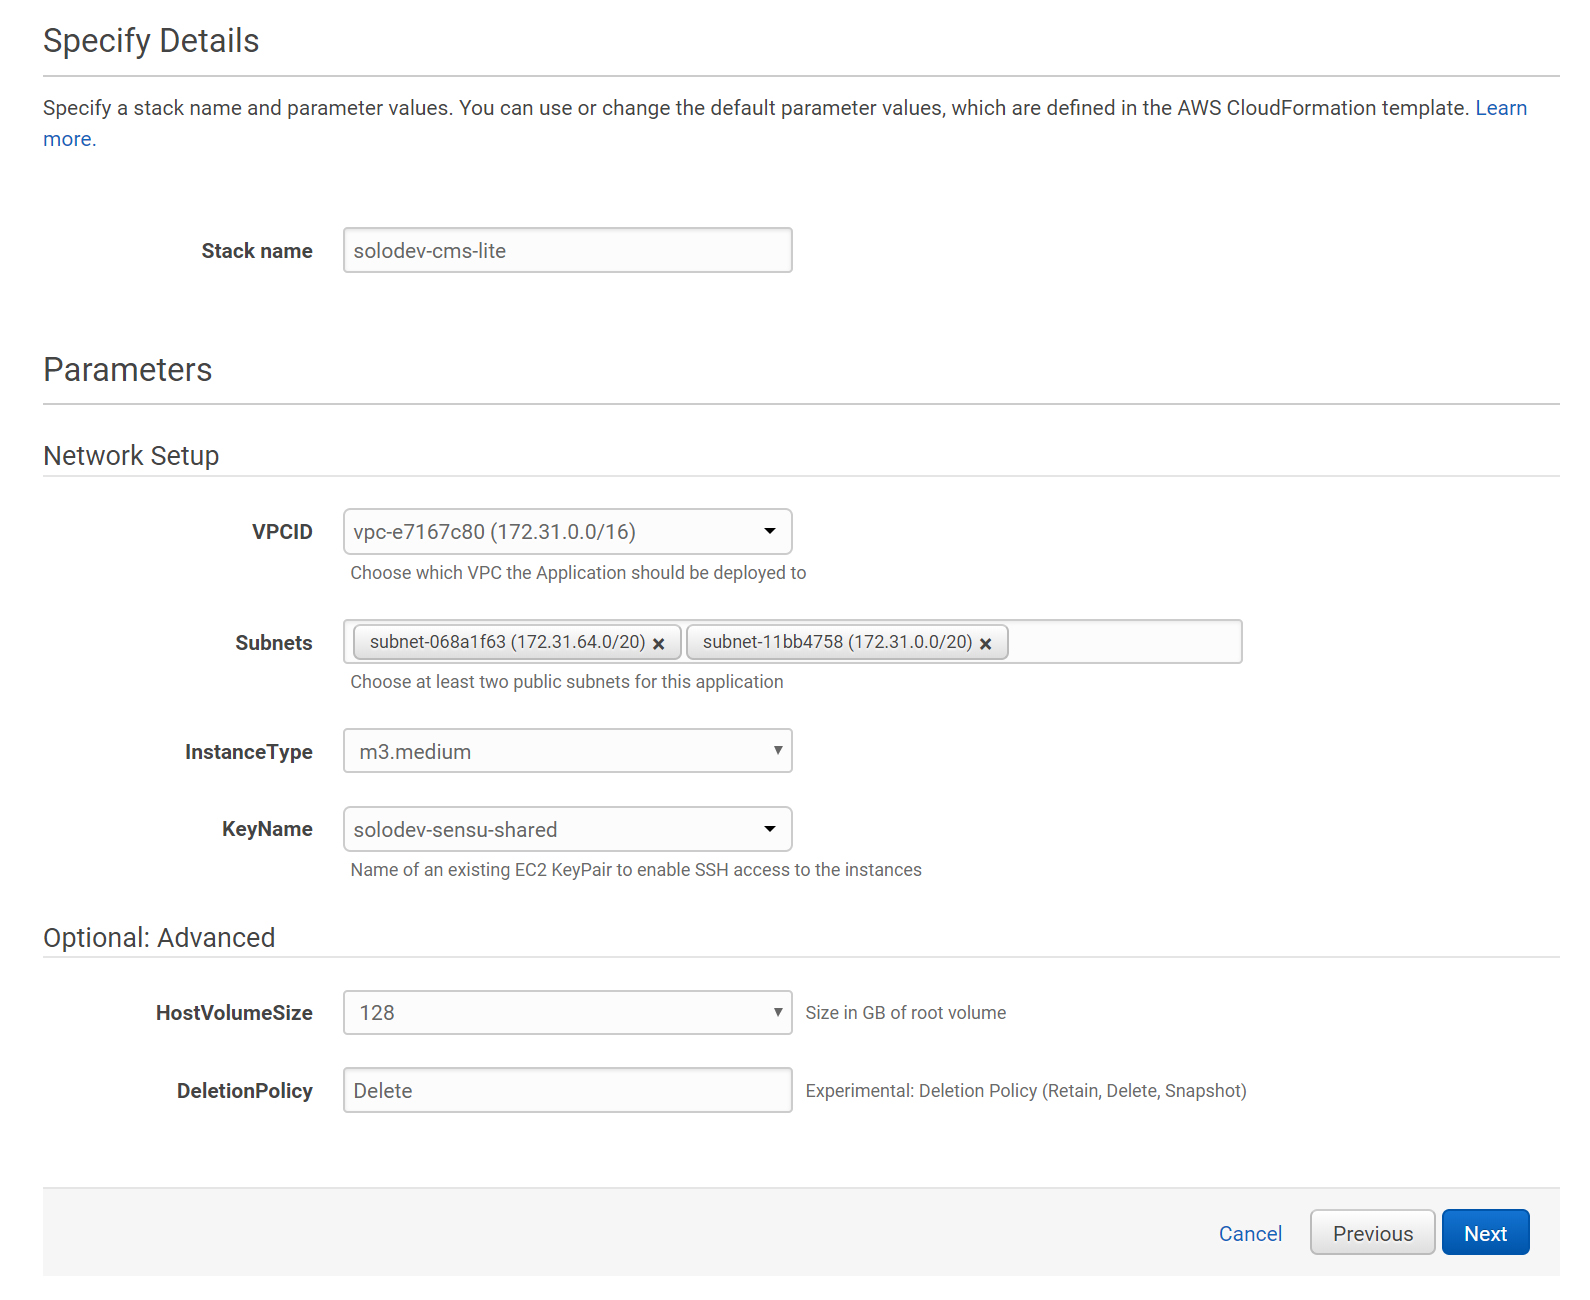 Specify Details
Specify a stack name and parameter values. You can use or change the default parameter values, which are defined in the AWS CloudFormation template. Learn
more.
Stack name solodev-cms-lite
Parameters
Network Setup
VPCID vpc-e7167c80 (172.31.0.0/16)
Choose which VPC the Application should be deployed to
Subnets subnet-068a1f63 (172.31.64.0/20) × subnet-11bb4758 (172.31.0.0/20) ×
Choose at least two public subnets for this application
InstanceType m3.medium
KeyName solodev-sensu-shared
Name of an existing EC2 KeyPair to enable SSH access to the instances
Optional: Advanced
HostVolumeSize 128 Size in GB of root volume
DeletionPolicy Delete Experimental: Deletion Policy (Retain, Delete, Snapshot)
Cancel Previous Next